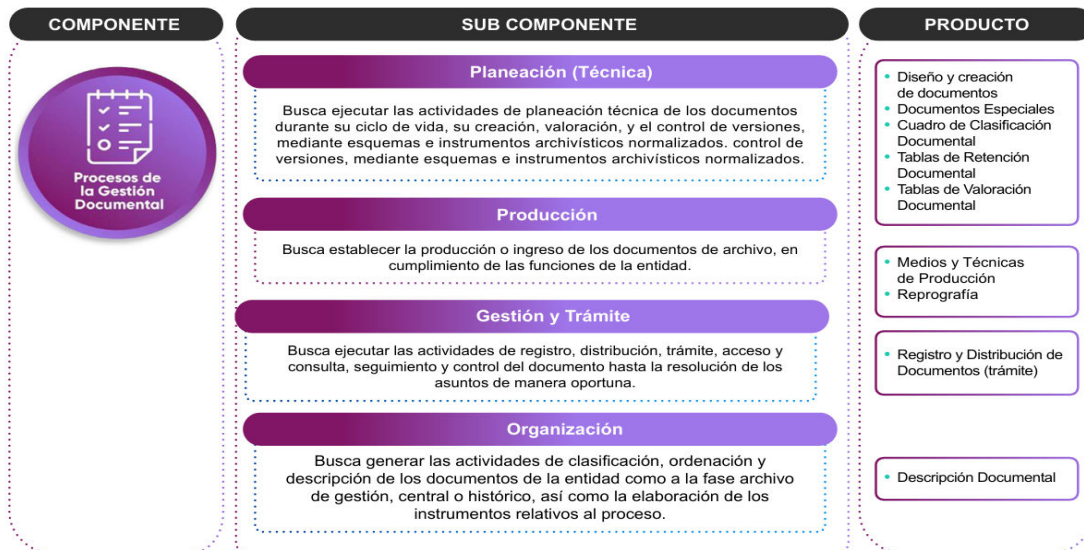 COMPONENTE
SUB COMPONENTE
PRODUCTO
Procesos de
la Gestión
Documental
Planeación (Técnica)
Busca ejecutar las actividades de planeación técnica de los documentos
durante su ciclo de vida, su creación, valoración, y el control de versiones,
mediante esquemas e instrumentos archivísticos normalizados. control de
versiones, mediante esquemas e instrumentos archivísticos normalizados.
• Diseño y creación
de documentos
• Documentos Especiales
• Cuadro de Clasificación
Documental
• Tablas de Retención
Documental
• Tablas de Valoración
Documental
Producción
Busca establecer la producción o ingreso de los documentos de archivo, en
cumplimiento de las funciones de la entidad.
• Medios y Técnicas
de Producción
• Reprografía
Gestión y Trámite
Busca ejecutar las actividades de registro, distribución, trámite, acceso y
consulta, seguimiento y control del documento hasta la resolución de los
asuntos de manera oportuna.
• Registro y Distribución de
Documentos (trámite)
Organización
Busca generar las actividades de clasificación, ordenación y
descripción de los documentos de la entidad como a la fase archivo
de gestión, central o histórico, así como la elaboración de los
instrumentos relativos al proceso.
• Descripción Documental